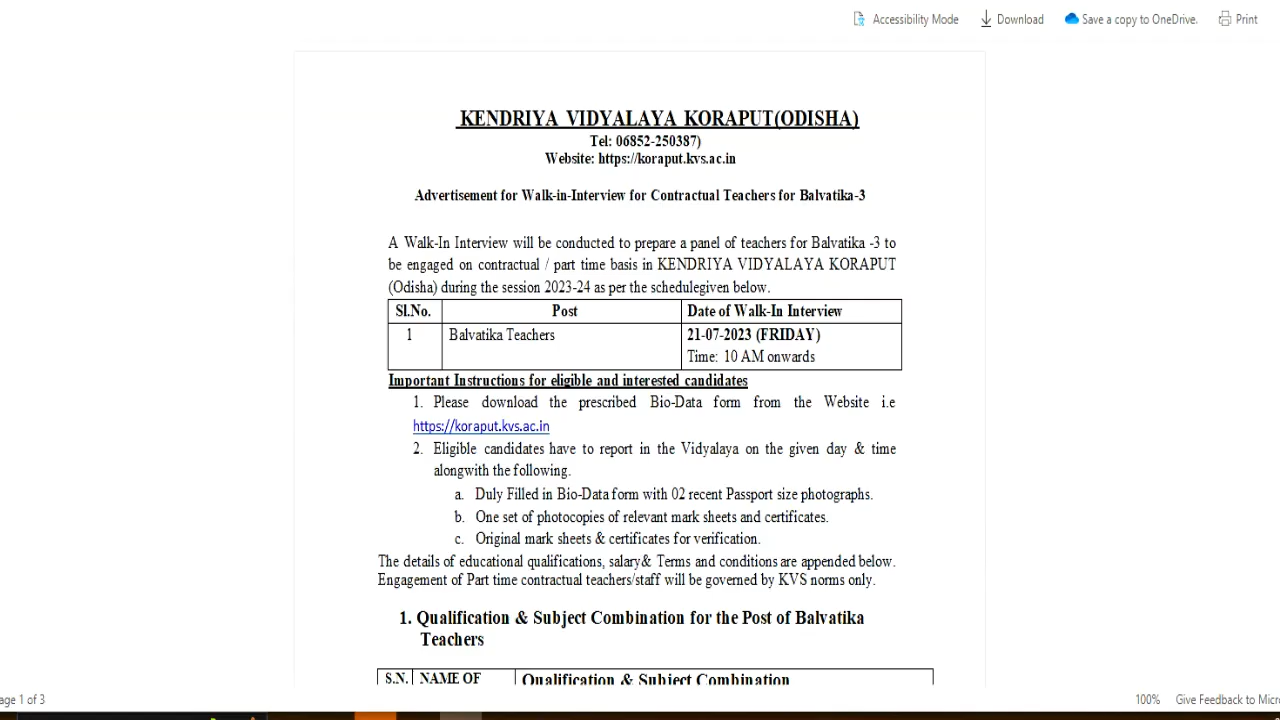 Accessibility Mode Download Save a copy to OneDrive. Print
KENDRIYA VIDYALAYA KORAPUT(ODISHA)
Tel: 06852-250387)
Website: https://koraput.kvs.ac.in
Advertisement for Walk-in-Interview for Contractual Teachers for Balvatika-3
A Walk-In Interview will be conducted to prepare a panel of teachers for Balvatika -3 to
be engaged on contractual / part time basis in KENDRIYA VIDYALAYA KORAPUT
(Odisha) during the session 2023-24 as per the schedulegiven below.
Sl.No. Post Date of Walk-In Interview
1 Balvatika Teachers 21-07-2023 (FRIDAY)
Time: 10 AM onwards
Important Instructions for eligible and interested candidates
1. Please download the prescribed Bio-Data form from the Website i.e
https://koraput.kvs.ac.in
2. Eligible candidates have to report in the Vidyalaya on the given day & time
alongwith the following.
a. Duly Filled in Bio-Data form with 02 recent Passport size photographs.
b. One set of photocopies of relevant mark sheets and certificates.
c. Original mark sheets & certificates for verification.
The details of educational qualifications, salary& Terms and conditions are appended below.
Engagement of Part time contractual teachers/staff will be governed by KVS norms only.
1. Qualification & Subject Combination for the Post of Balvatika
Teachers
S.N. NAME OF Qualification & Subject Combination
age 1 of 3 100% Give Feedback to Micr